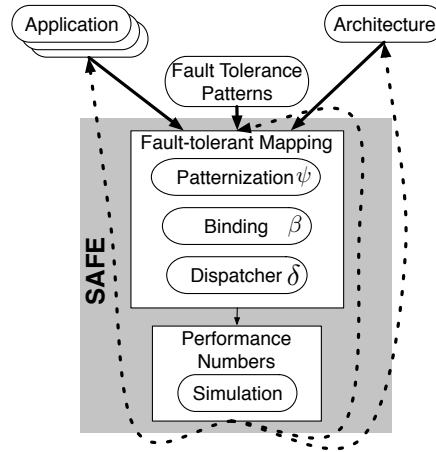 Application
Architecture
Fault Tolerance
Patterns
Fault-tolerant Mapping
Patternization ψ
Binding β
Dispatcher δ
SAFE
Performance
Numbers
Simulation